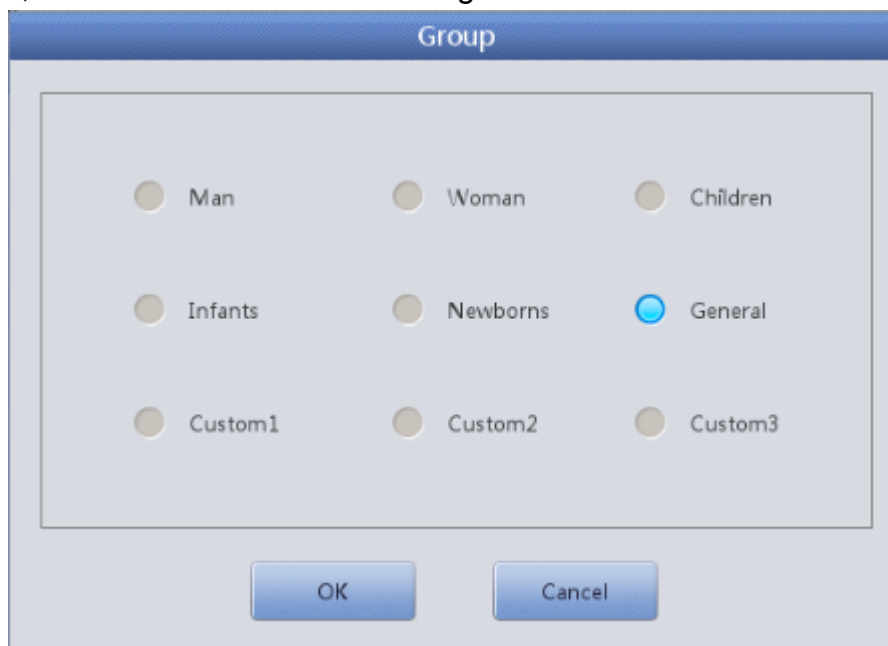 Group
Man Woman Children
Infants Newborns General
Custom1 Custom2 Custom3
OK Cancel